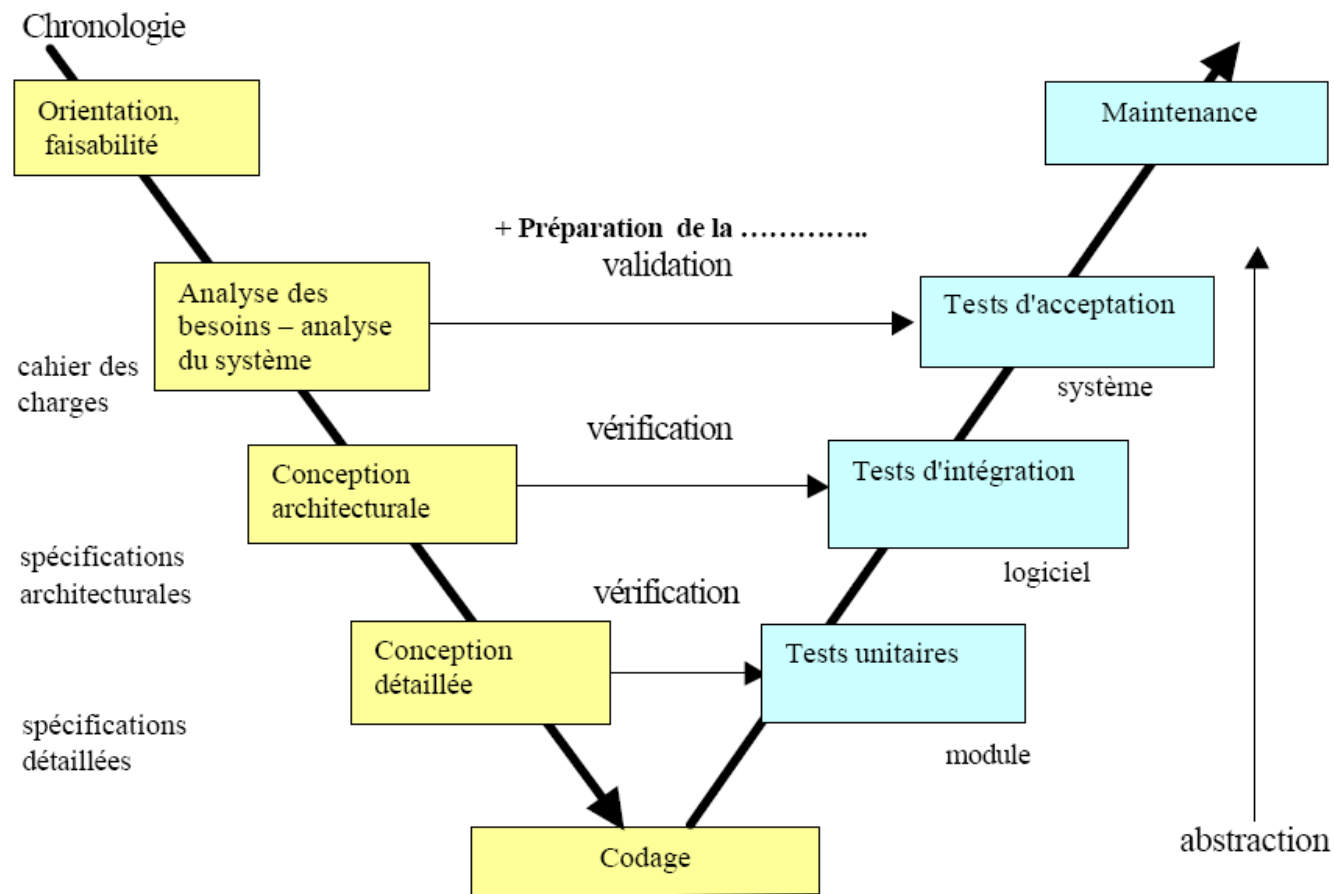 Chronologie
Orientation,
faisabilité
Maintenance
+ Préparation de la …………..
validation
Analyse des
besoins – analyse
du système
Tests d'acceptation
cahier des
charges
système
vérification
Conception
architecturale
Tests d'intégration
spécifications
architecturales
logiciel
vérification
Conception
détaillée
Tests unitaires
spécifications
détaillées
module
Codage
abstraction